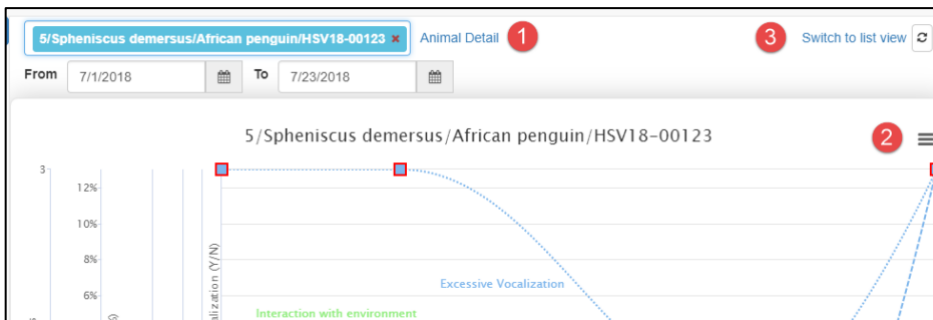 5/Spheniscus demersus/African penguin/HSV18-00123 × Animal Detail 1 3 Switch to list view
From 7/1/2018 To 7/23/2018
5/Spheniscus demersus/African penguin/HSV18-00123 2
3
12%
10%
8%
6%
alization (Y/N)
Excessive Vocalization
Interaction with environment